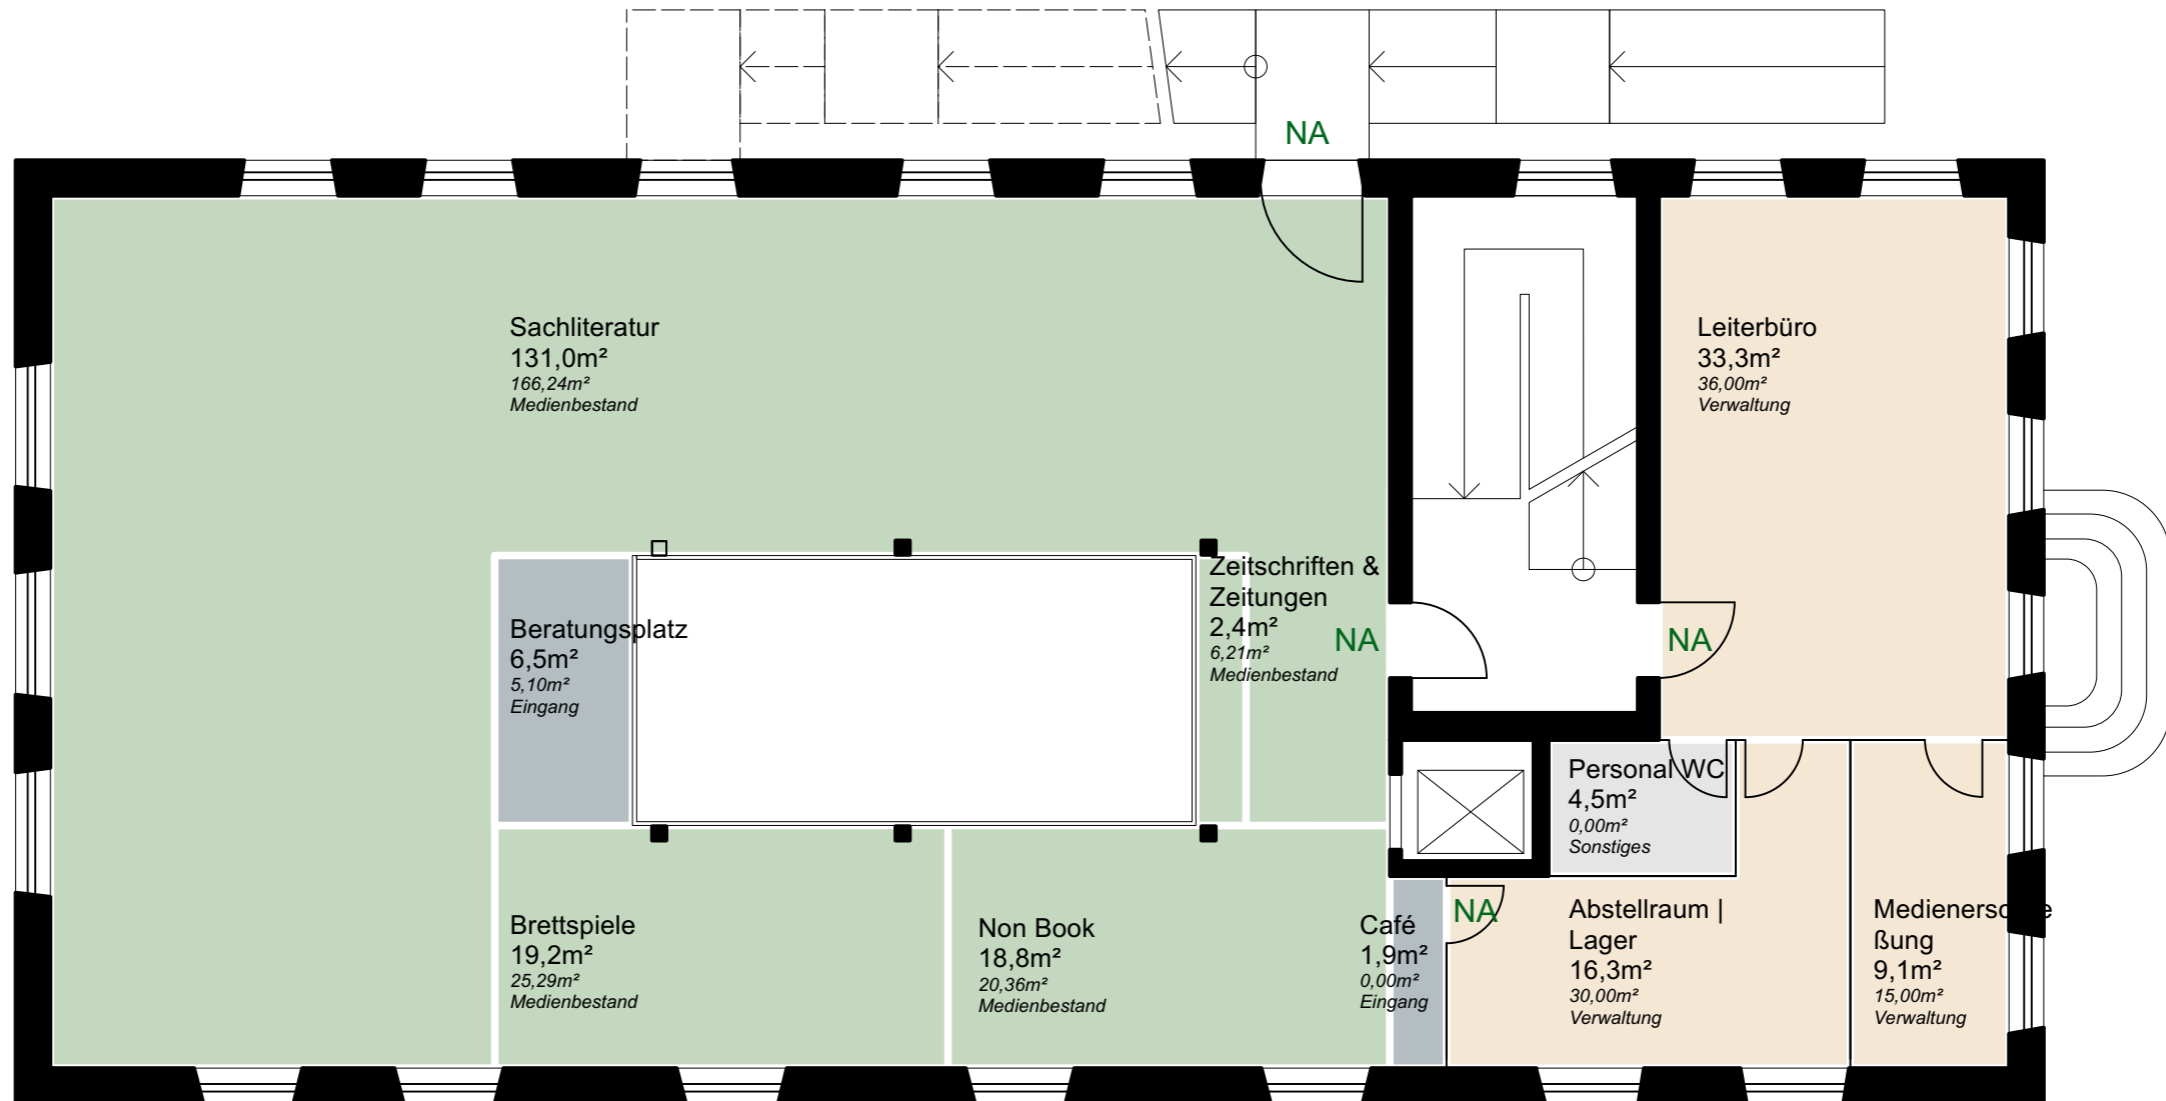 NA
Sachliteratur
131,0m²
166,24m²
Medienbestand
Leiterbüro
33,3m²
36,00m²
Verwaltung
Zeitschriften &
Zeitungen
2,4m²
6,21m²
Medienbestand
NA
NA
Beratungsplatz
6,5m²
5,10m²
Eingang
Personal WC
4,5m²
0,00m²
Sonstiges
Brettspiele
19,2m²
25,29m²
Medienbestand
Non Book
18,8m²
20,36m²
Medienbestand
Café
1,9m²
0,00m²
Eingang
NA
Abstellraum |
Lager
16,3m²
30,00m²
Verwaltung
ßung
9,1m²
15,00m²
Verwaltung